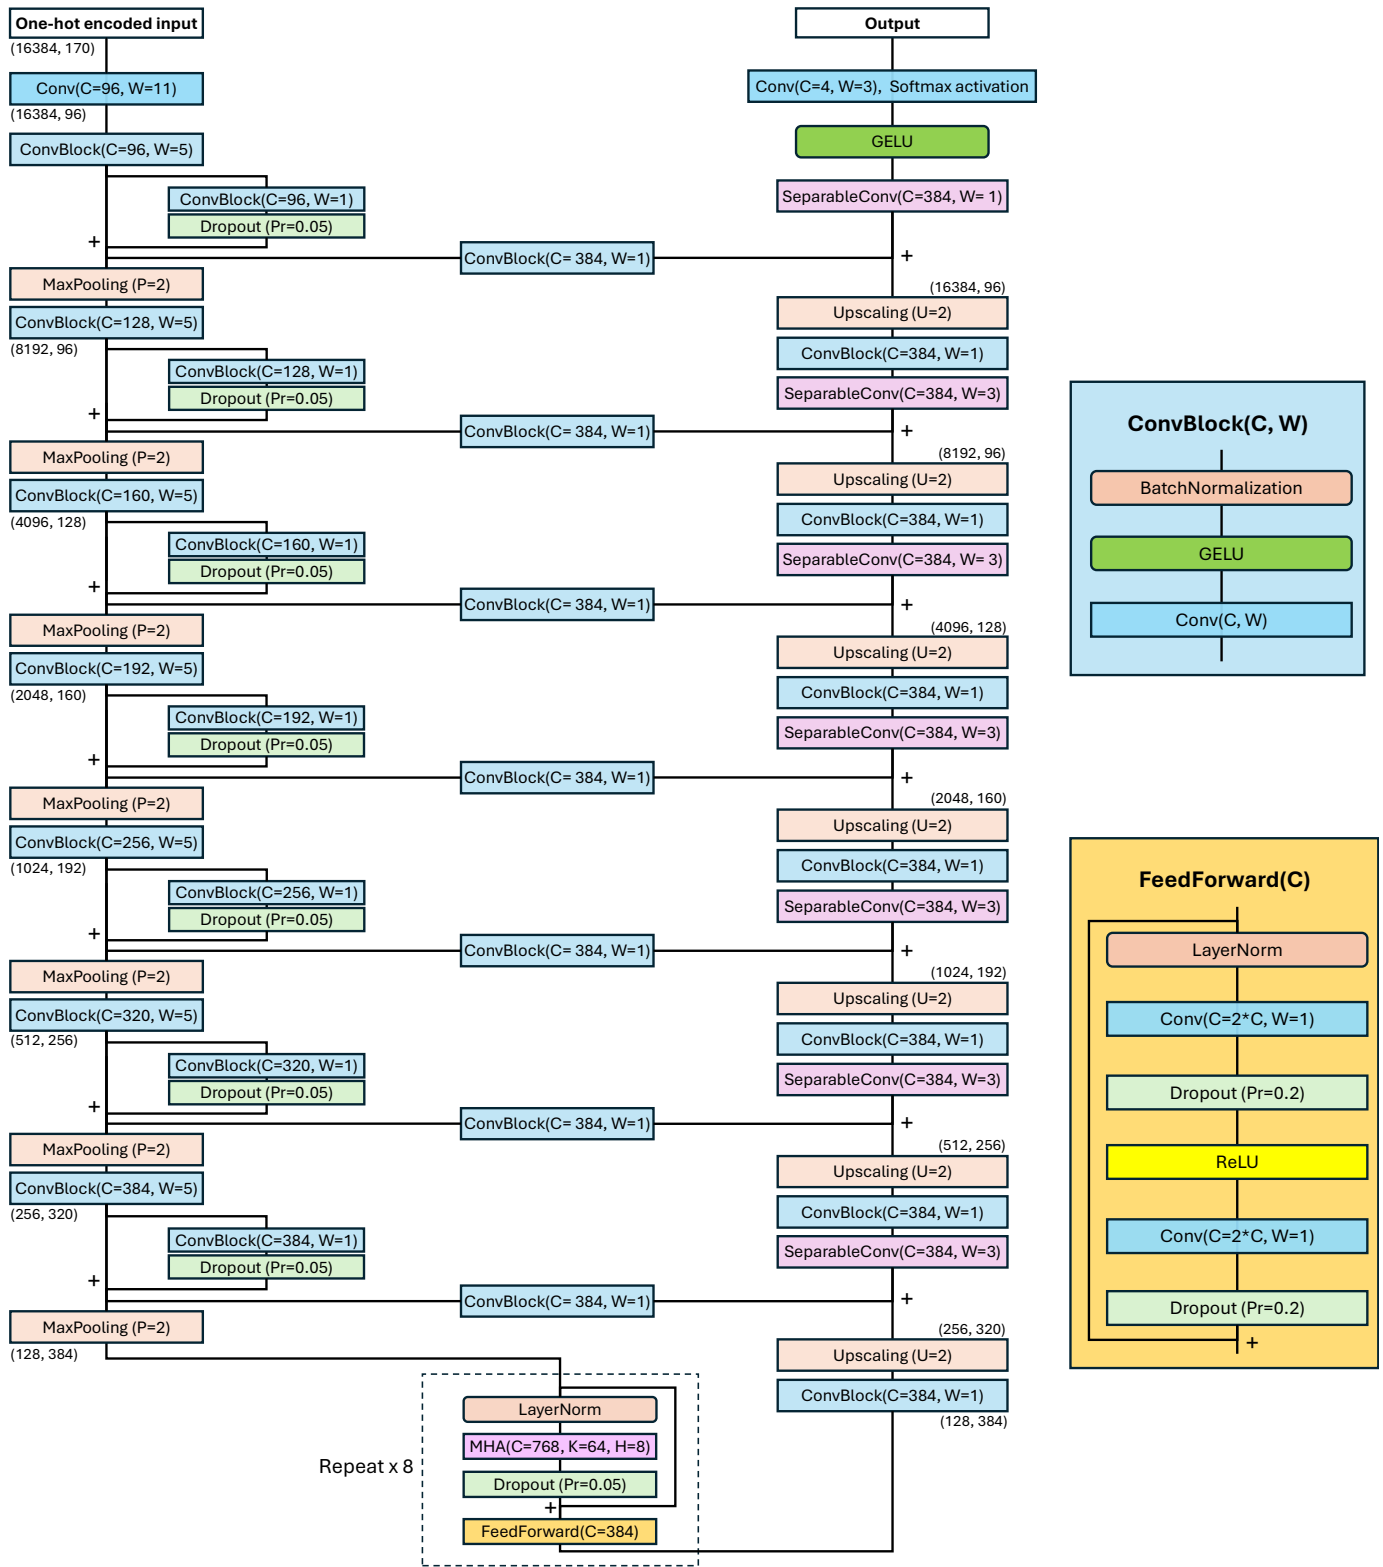 One-hot encoded input
(16384, 170)
Conv(C=96, W=11)
(16384, 96)
ConvBlock(C=96, W=5)
ConvBlock(C=96, W=1)
Dropout (Pr=0.05)
+
MaxPooling (P=2)
ConvBlock(C=128, W=5)
(8192, 96)
ConvBlock(C=128, W=1)
Dropout (Pr=0.05)
+
MaxPooling (P=2)
ConvBlock(C=160, W=5)
(4096, 128)
ConvBlock(C=160, W=1)
Dropout (Pr=0.05)
+
MaxPooling (P=2)
ConvBlock(C=192, W=5)
(2048, 160)
ConvBlock(C=192, W=1)
Dropout (Pr=0.05)
+
MaxPooling (P=2)
ConvBlock(C=256, W=5)
(1024, 192)
ConvBlock(C=256, W=1)
Dropout (Pr=0.05)
+
MaxPooling (P=2)
ConvBlock(C=320, W=5)
(512, 256)
ConvBlock(C=320, W=1)
Dropout (Pr=0.05)
+
MaxPooling (P=2)
ConvBlock(C=384, W=5)
(256, 320)
ConvBlock(C=384, W=1)
Dropout (Pr=0.05)
+
MaxPooling (P=2)
(128, 384)
ConvBlock(C= 384, W=1)
ConvBlock(C= 384, W=1)
ConvBlock(C= 384, W=1)
ConvBlock(C= 384, W=1)
ConvBlock(C= 384, W=1)
ConvBlock(C= 384, W=1)
ConvBlock(C= 384, W=1)
Repeat x 8
LayerNorm
MHA(C=768, K=64, H=8)
Dropout (Pr=0.05)
+
FeedForward(C=384)
Output
Conv(C=4, W=3), Softmax activation
GELU
SeparableConv(C=384, W= 1)
+
(16384, 96)
Upscaling (U=2)
ConvBlock(C=384, W=1)
SeparableConv(C=384, W=3)
+
(8192, 96)
Upscaling (U=2)
ConvBlock(C=384, W=1)
SeparableConv(C=384, W= 3)
+
(4096, 128)
Upscaling (U=2)
ConvBlock(C=384, W=1)
SeparableConv(C=384, W=3)
+
(2048, 160)
Upscaling (U=2)
ConvBlock(C=384, W=1)
SeparableConv(C=384, W=3)
+
(1024, 192)
Upscaling (U=2)
ConvBlock(C=384, W=1)
SeparableConv(C=384, W=3)
+
(512, 256)
Upscaling (U=2)
ConvBlock(C=384, W=1)
SeparableConv(C=384, W=3)
+
(256, 320)
Upscaling (U=2)
ConvBlock(C=384, W=1)
(128, 384)
ConvBlock(C, W)
BatchNormalization
GELU
Conv(C, W)
FeedForward(C)
LayerNorm
Conv(C=2*C, W=1)
Dropout (Pr=0.2)
ReLU
Conv(C=2*C, W=1)
Dropout (Pr=0.2)
+